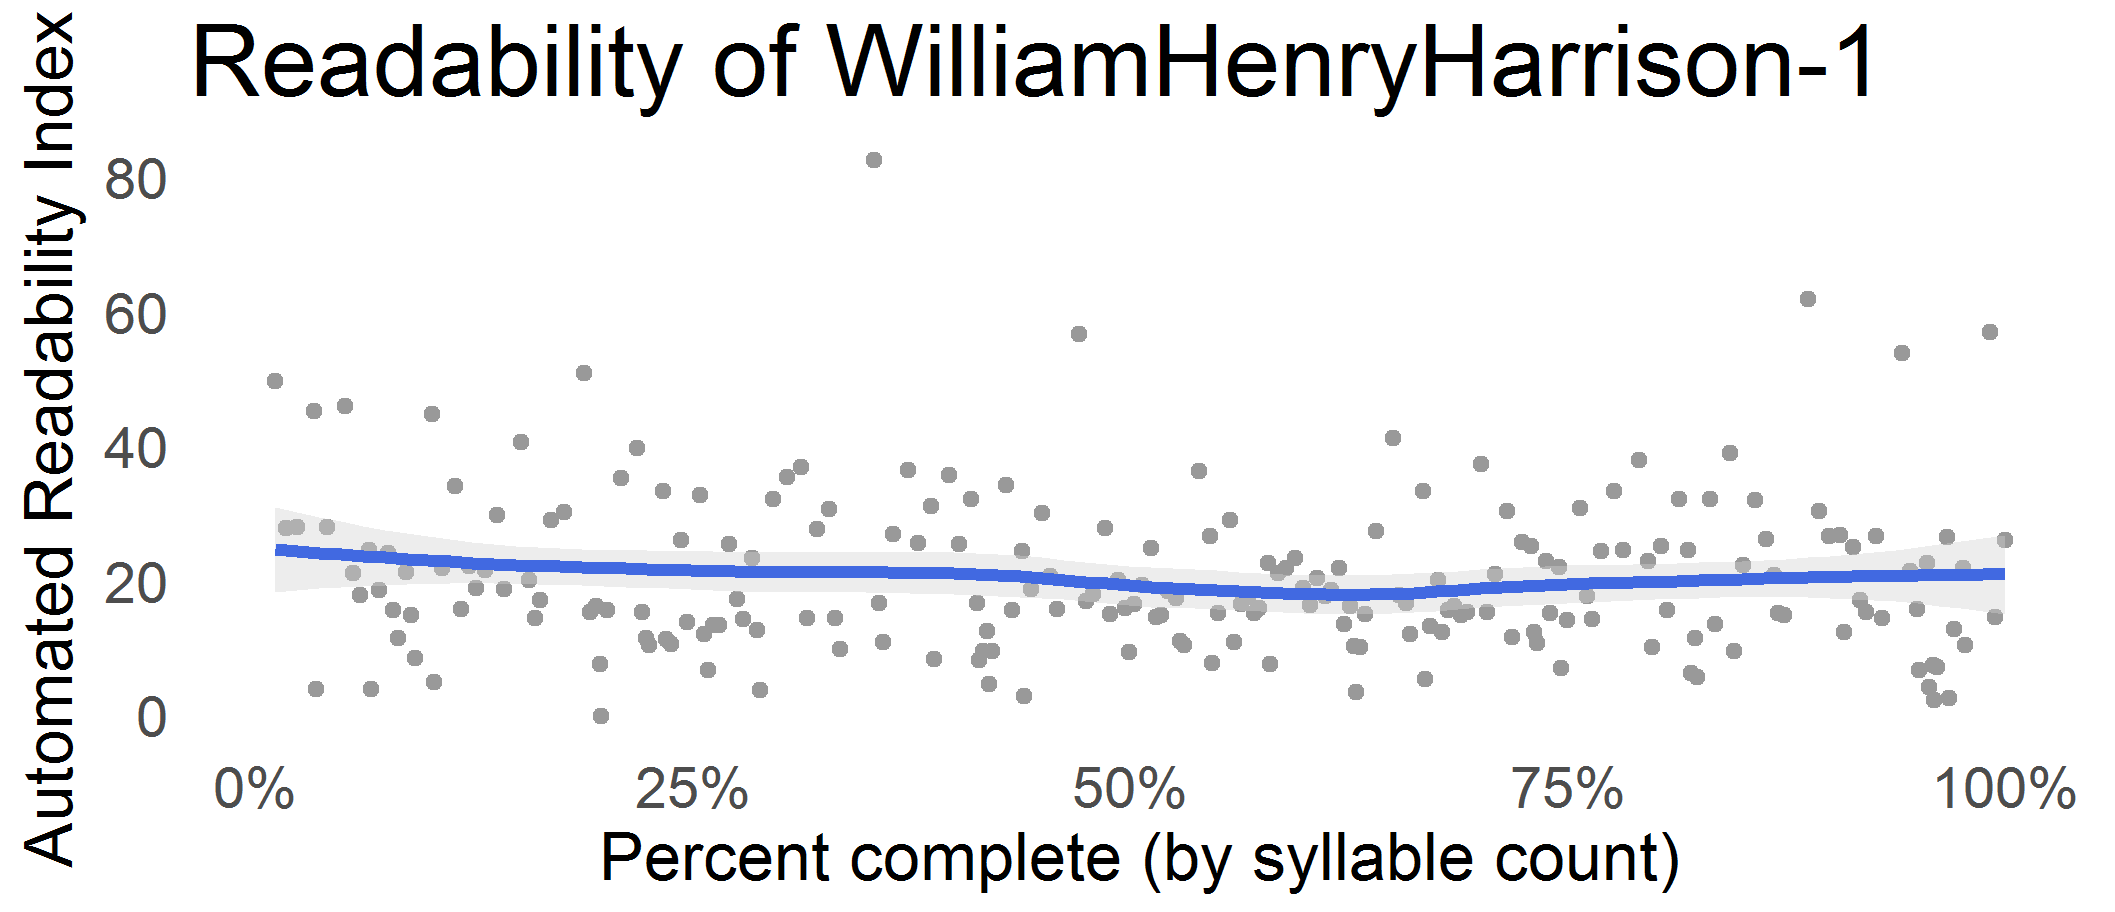 Readability of WilliamHenryHarrison-1
Automated Readability Index
80
60
40
20
0
0% 25% 50% 75% 100%
Percent complete (by syllable count)